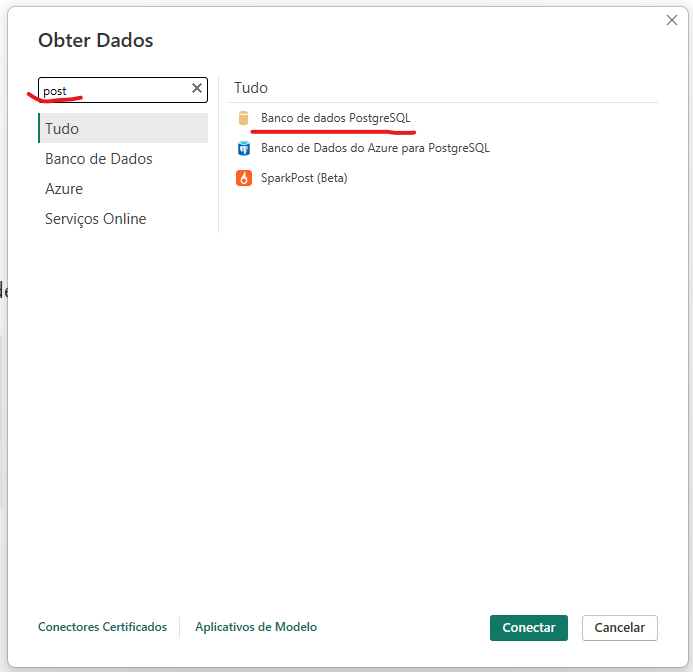 Obter Dados
post
Tudo
Banco de Dados
Azure
Serviços Online
Tudo
Banco de dados PostgreSQL
Banco de Dados do Azure para PostgreSQL
SparkPost (Beta)
de
Conectores Certificados
Aplicativos de Modelo
Conectar
Cancelar